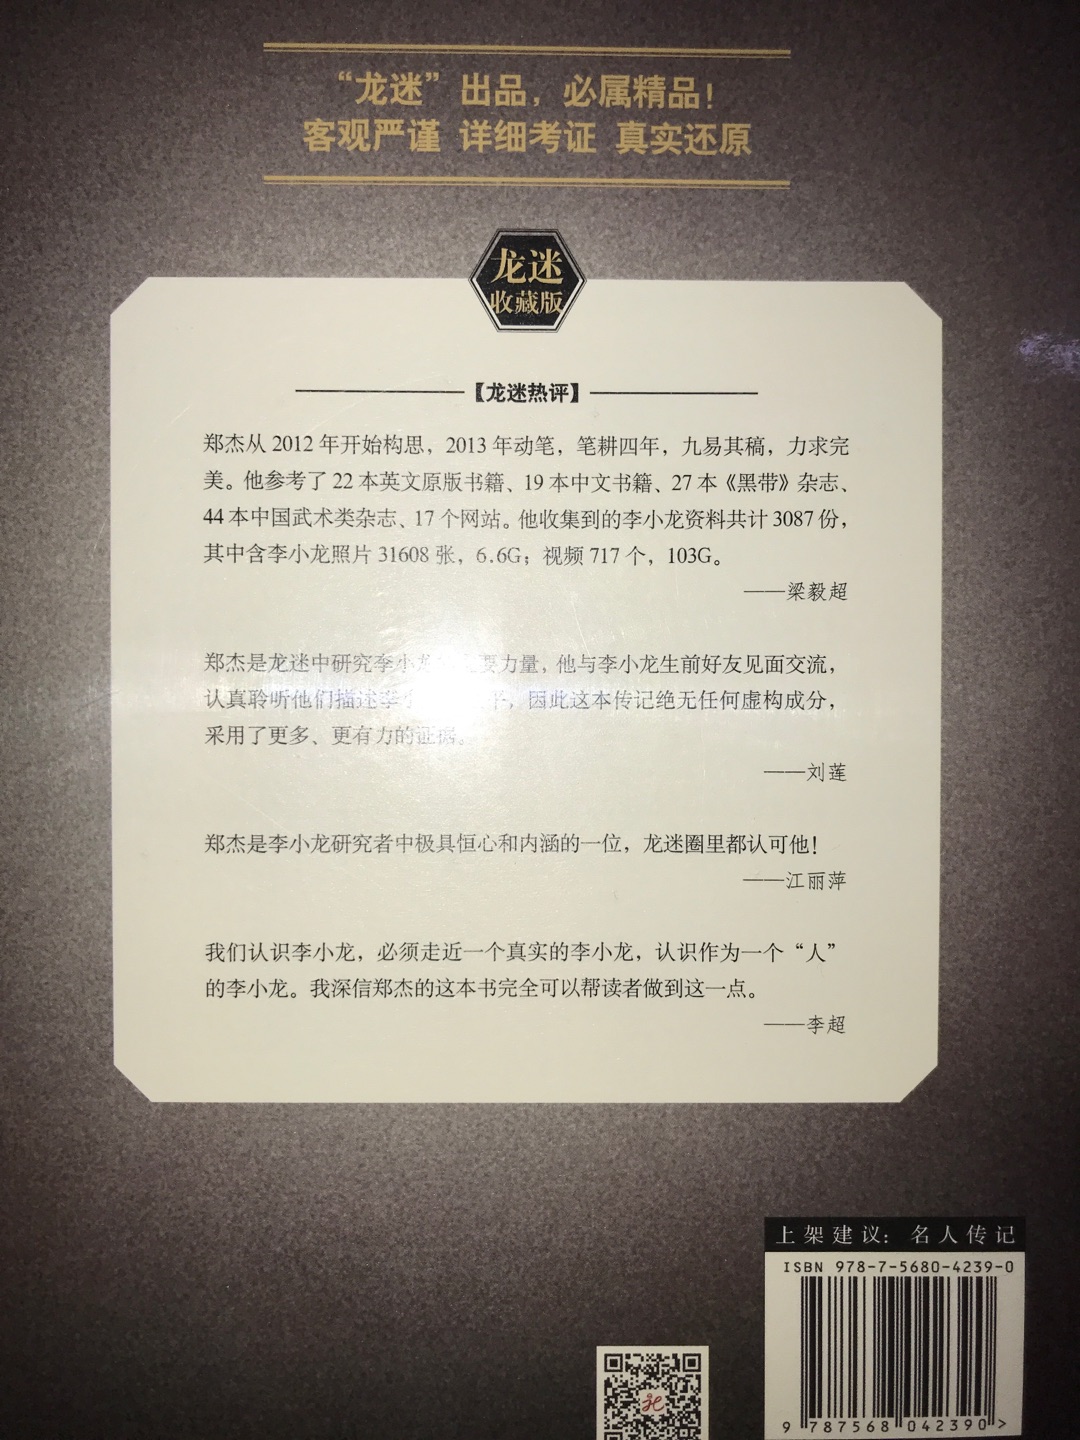 “龙迷”出品，必属精品！
客观严谨 详细考证 真实还原
龙迷
收藏版
【龙迷热评】
郑杰从 2012 年开始构思，2013 年动笔，笔耕四年，九易其稿，力求完
美。他参考了 22 本英文原版书籍、19 本中文书籍、27 本《黑带》杂志、
44 本中国武术类杂志、17 个网站。他收集到的李小龙资料共计 3087 份，
其中含李小龙照片 31608 张，6.6G；视频 717 个，103G。
——梁毅超
郑杰是龙迷中研究李小龙的主要力量，他与李小龙生前好友见面交流，
认真聆听他们描述李小 ，因此这本传记绝无任何虚构成分，
采用了更多、更有力的证据。
——刘莲
郑杰是李小龙研究者中极具恒心和内涵的一位，龙迷圈里都认可他！
——江丽萍
我们认识李小龙，必须走近一个真实的李小龙，认识作为一个“人”
的李小龙。我深信郑杰的这本书完全可以帮读者做到这一点。
——李超
上架建议：名人传记
ISBN 978-7-5680-4239-0
9 787568 042390 >